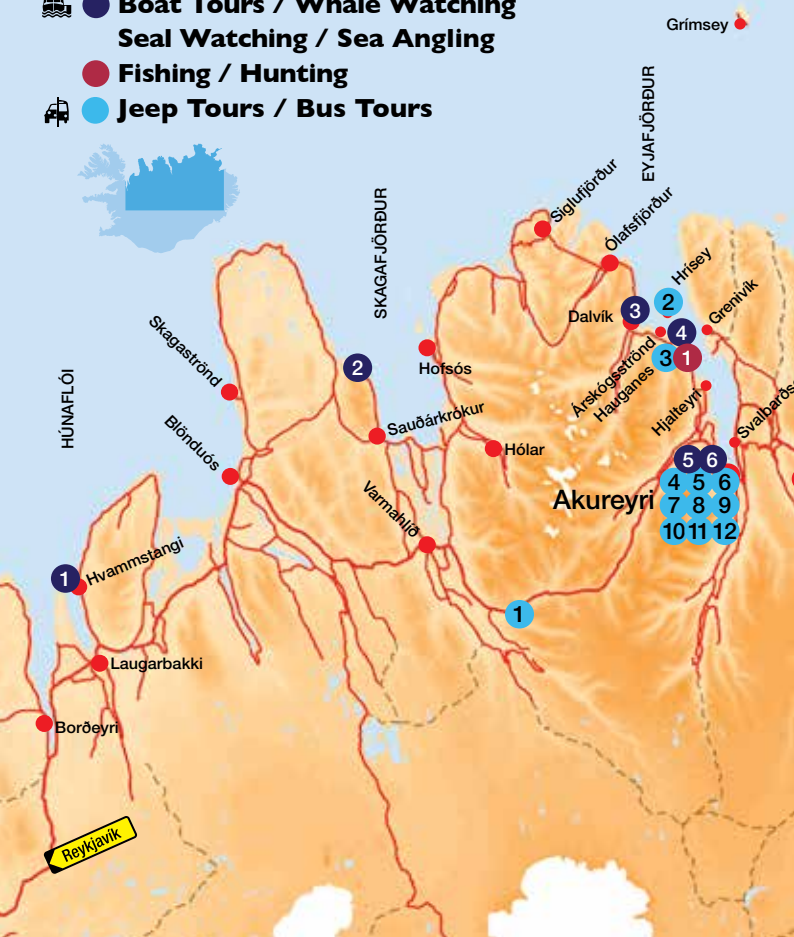 Boat Tours / Whale Watching
Seal Watching / Sea Angling
Fishing / Hunting
Jeep Tours / Bus Tours
Grímsey
EYJAFJÖRÐUR
SKAGAFJÖRÐUR
HÚNAFLÓI
Siglufjörður
Ólafsfjörður
Hrísey
2
Grenivík
Dalvík
3
4
Árskógsströnd
Hauganes
3
1
Hjalteyri
Skagaströnd
2
Hofsós
Sauðárkrókur
Blönduós
Hólar
5
6
Akureyri
4 5 6
7 8 9
10 11 12
Varmahlíð
1
Hvammstangi
1
Laugarbakki
Borðeyri
Reykjavík